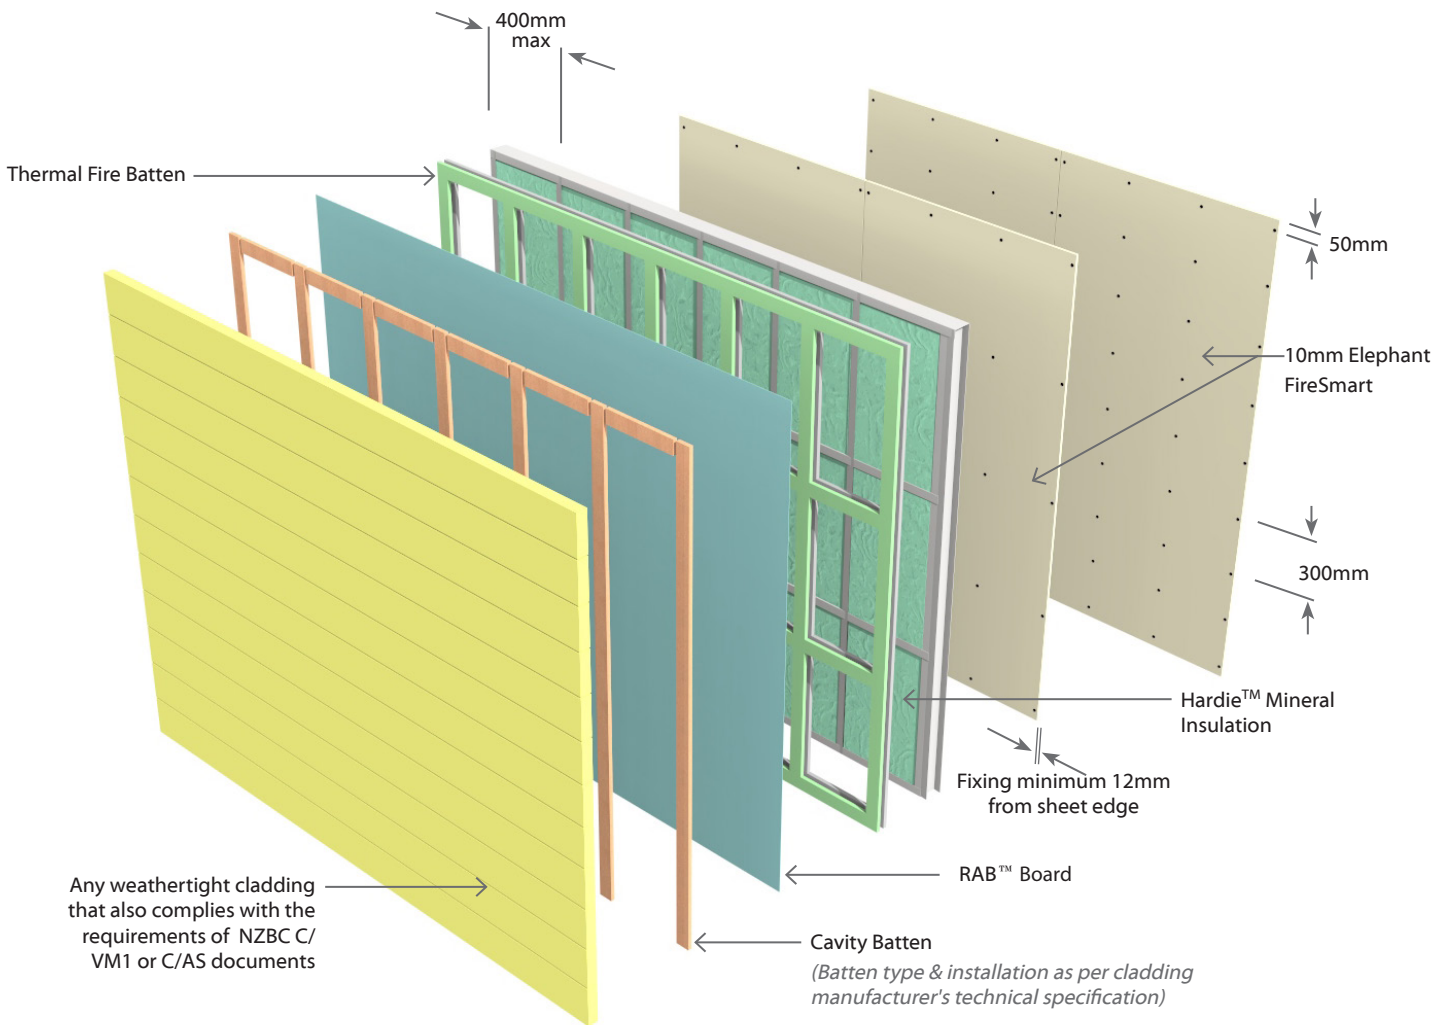 400mm
max
Thermal Fire Batten
50mm
10mm Elephant
FireSmart
300mm
Hardie™ Mineral
Insulation
Fixing minimum 12mm
from sheet edge
RAB™ Board
Any weathertight cladding
that also complies with the
requirements of NZBC C/
VM1 or C/AS documents
Cavity Batten
(Batten type & installation as per cladding
manufacturer's technical specification)